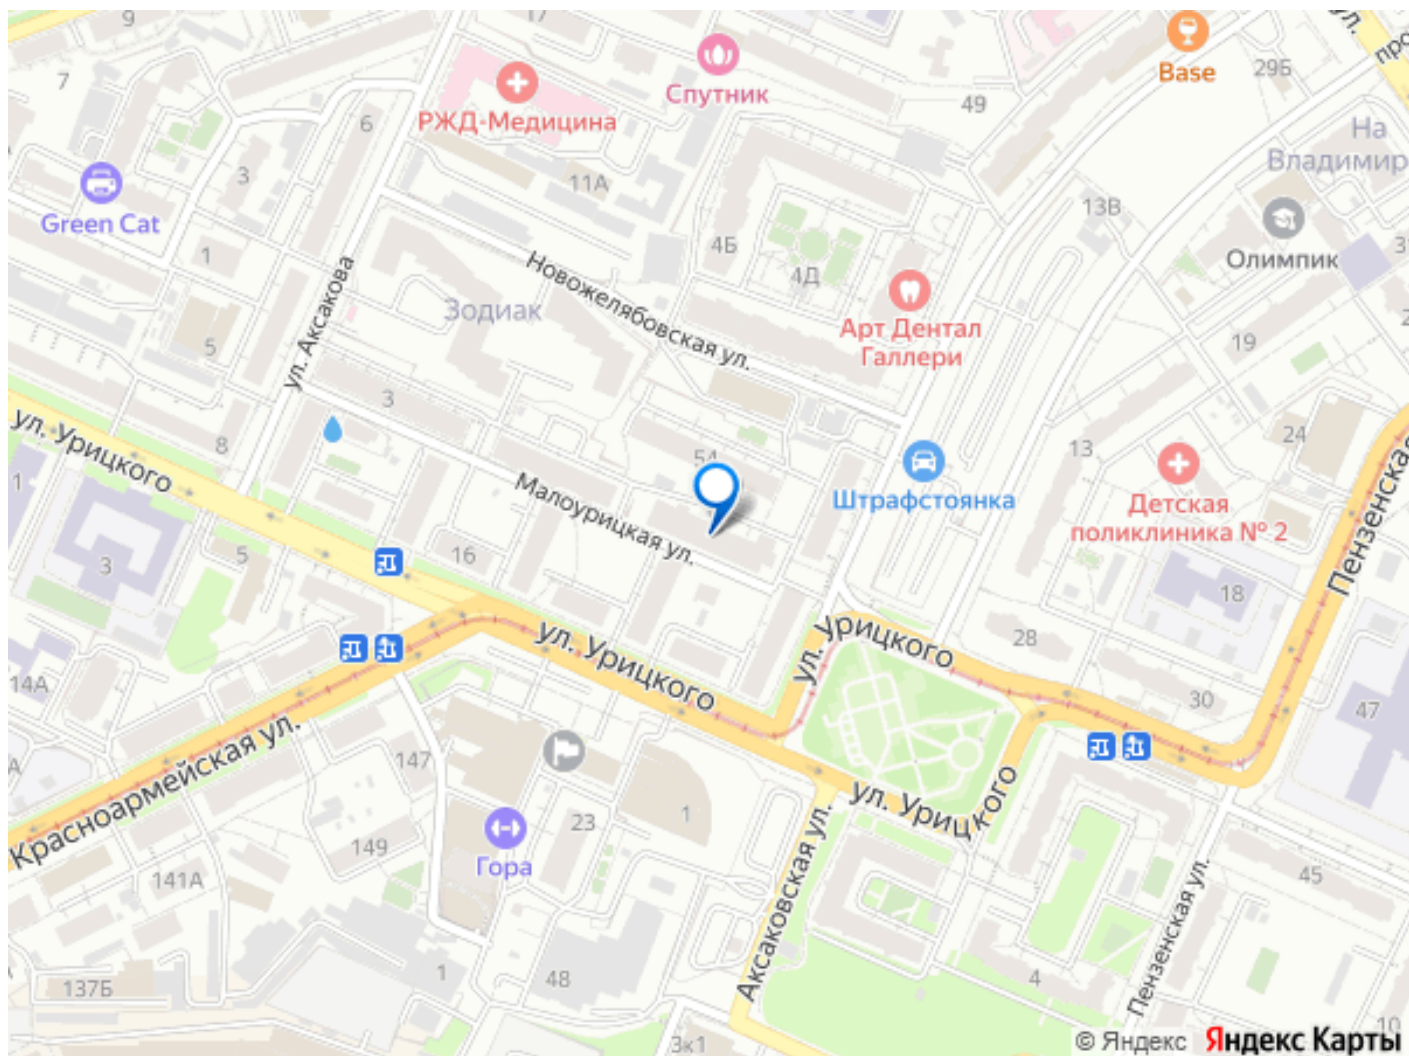 9
17
Спутник
Base
29Б
ул.
7
РЖД-Медицина
6
49
На
Владимир
3
11А
Green Cat
13В
1
4Б
4Д
Олимпик
ул. Аксакова
Зодиак
Новожелябовская ул.
Арт Дентал
Галлери
5
19
3
8
ул. Урицкого
54
13
24
1
Малоурицкая ул.
Штрафстоянка
Детская
поликлиника № 2
Пензенская
16
5
3
18
ул. Урицкого
ул. Урицкого
28
14А
30
47
Красноармейская ул.
147
ул. Урицкого
23
1
149
Гора
141А
Аксаковская ул.
45
Пензенская ул.
137Б
1
48
4
3к1
© Яндекс Яндекс Карты